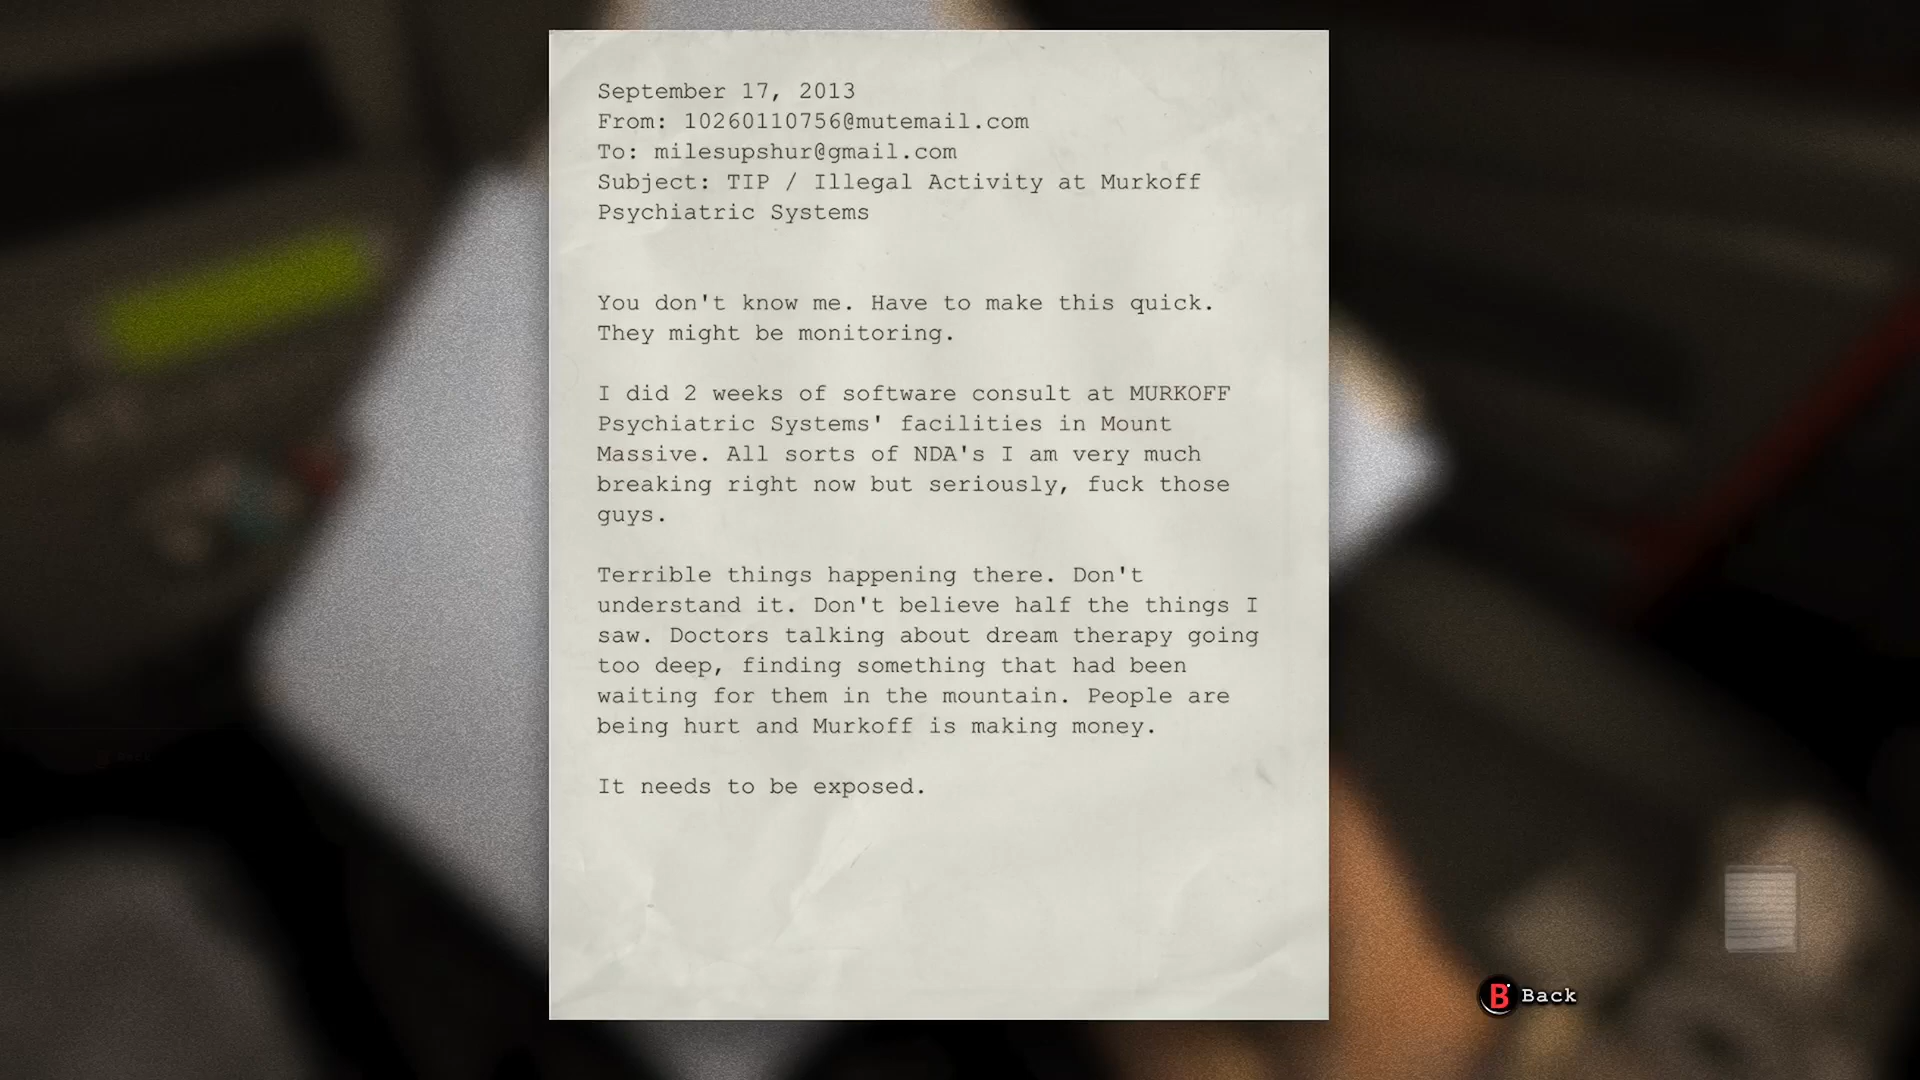 September 17, 2013
From: 10260110756@mutemail.com
To: milesupshur@gmail.com
Subject: TIP / Illegal Activity at Murkoff
Psychiatric Systems
You don't know me. Have to make this quick.
They might be monitoring.
I did 2 weeks of software consult at MURKOFF
Psychiatric Systems' facilities in Mount
Massive. All sorts of NDA's I am very much
breaking right now but seriously, fuck those
guys.
Terrible things happening there. Don't
understand it. Don't believe half the things I
saw. Doctors talking about dream therapy going
too deep, finding something that had been
waiting for them in the mountain. People are
being hurt and Murkoff is making money.
It needs to be exposed.
B Back